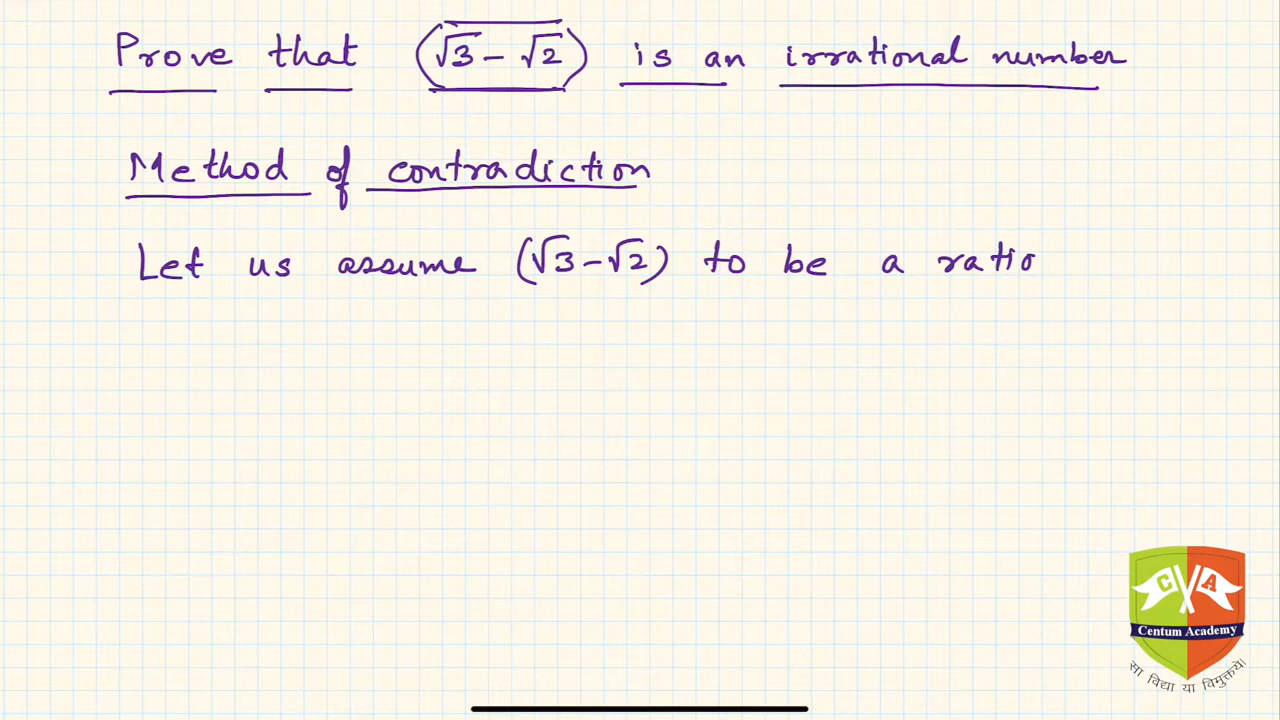 Prove that (√3 - √2) is an irrational number
Method of contradiction
Let us assume (√3-√2) to be a ratio
C A
Centum Academy
सा विद्या या विमुक्तये।